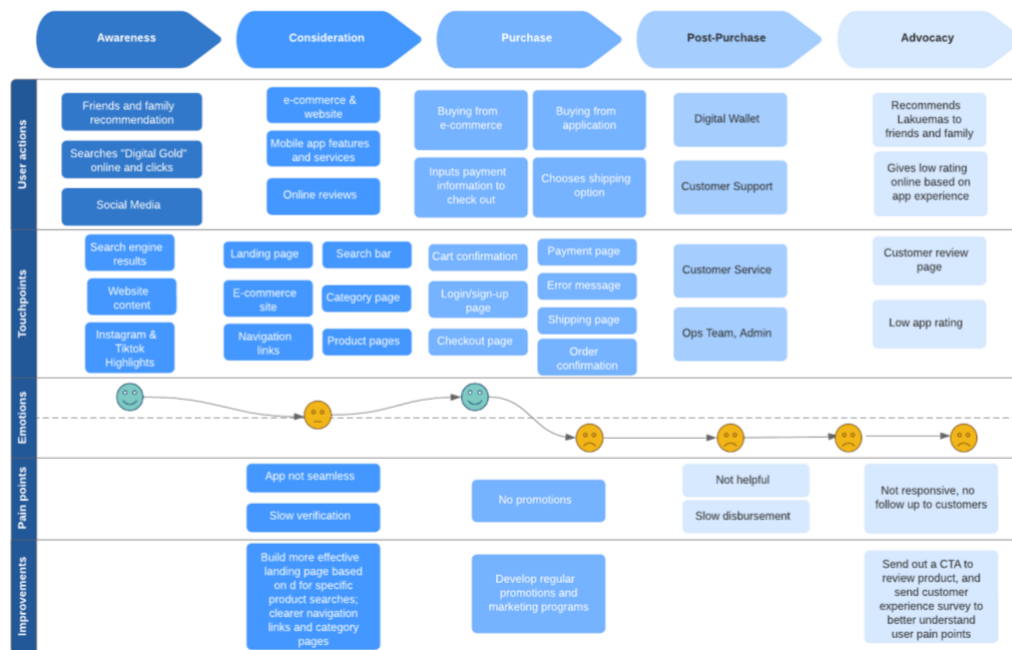 Awareness
Consideration
Purchase
Post-Purchase
Advocacy
User actions
Friends and family
recommendation
Searches "Digital Gold"
online and clicks
Social Media
e-commerce &
website
Mobile app features
and services
Online reviews
Buying from
e-commerce
Buying from
application
Inputs payment
information to
check out
Chooses shipping
option
Digital Wallet
Customer Support
Recommends
Lakuemas to
friends and family
Gives low rating
online based on
app experience
Touchpoints
Search engine
results
Website
content
Instagram &
Tiktok
Highlights
Landing page
Search bar
E-commerce
site
Category page
Navigation
links
Product pages
Cart confirmation
Login/sign-up
page
Checkout page
Payment page
Error message
Shipping page
Order
confirmation
Customer Service
Ops Team, Admin
Customer review
page
Low app rating
Emotions
Pain points
App not seamless
Slow verification
No promotions
Not helpful
Slow disbursement
Not responsive, no
follow up to customers
Improvements
Build more effective
landing page based
on d for specific
product searches;
clearer navigation
links and category
pages
Develop regular
promotions and
marketing programs
Send out a CTA to
review product, and
send customer
experience survey to
better understand
user pain points